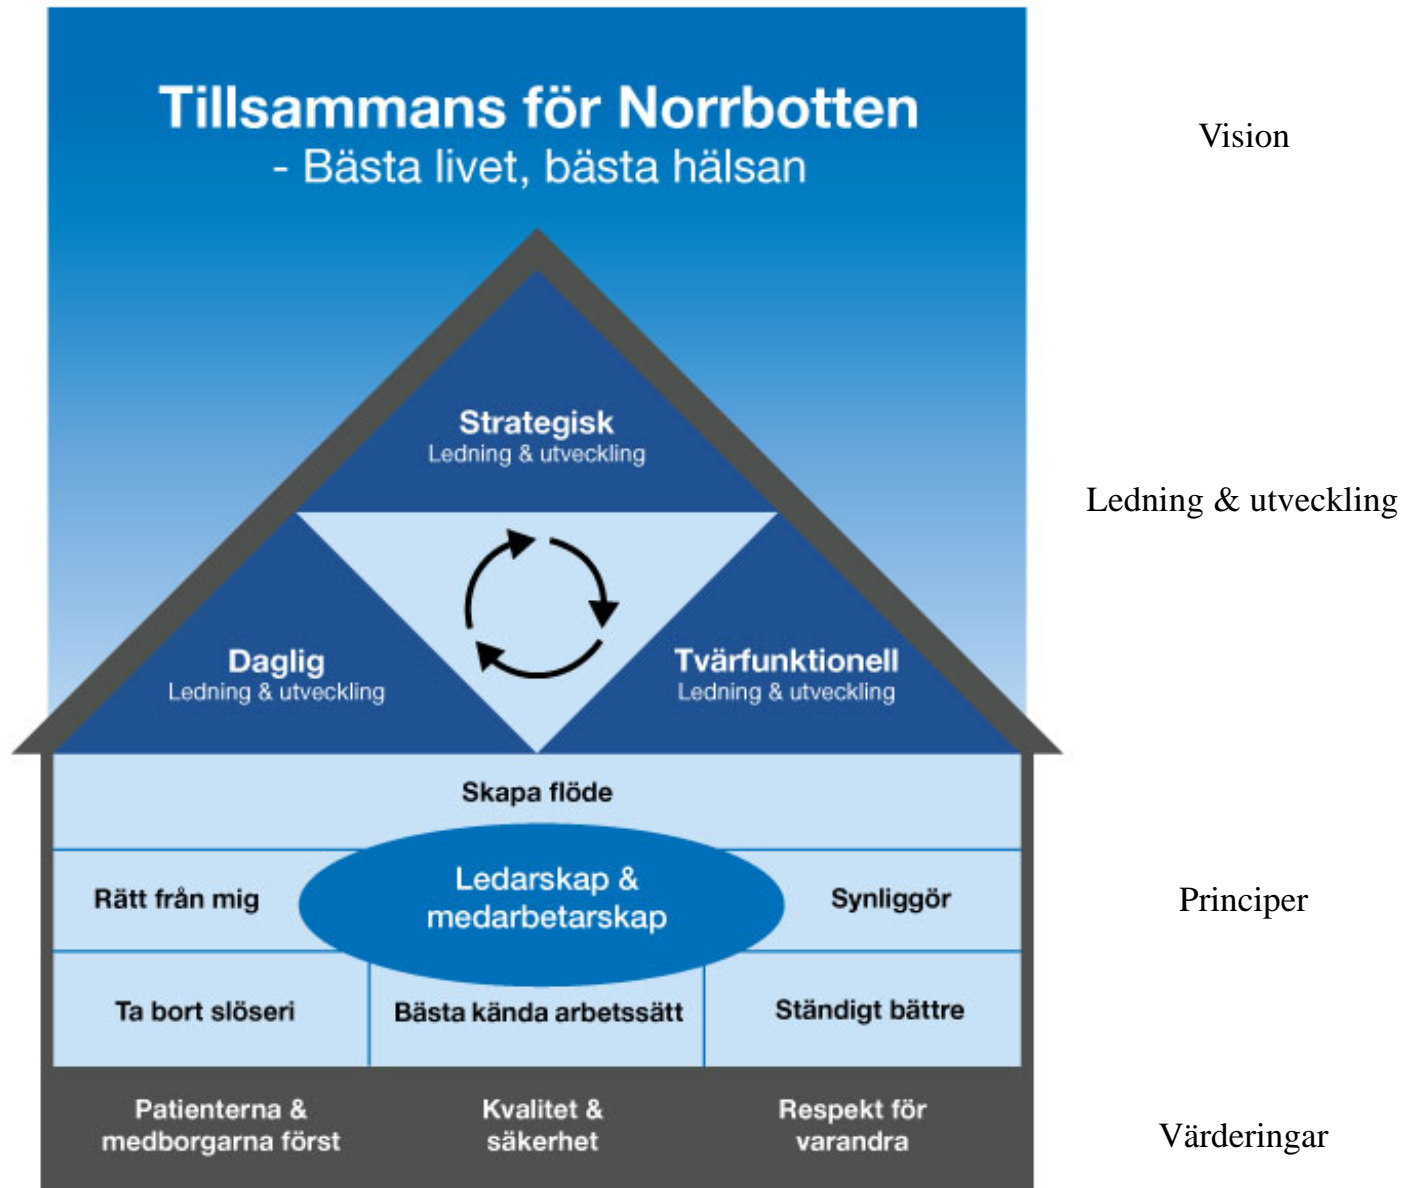 Tillsammans för Norrbotten
- Bästa livet, bästa hälsan
Vision
Strategisk
Ledning & utveckling
Ledning & utveckling
Daglig
Ledning & utveckling
Tvärfunktionell
Ledning & utveckling
Skapa flöde
Rätt från mig
Ledarskap &
medarbetarskap
Synliggör
Principer
Ta bort slöseri
Bästa kända arbetssätt
Ständigt bättre
Patienterna &
medborgarna först
Kvalitet &
säkerhet
Respekt för
varandra
Värderingar